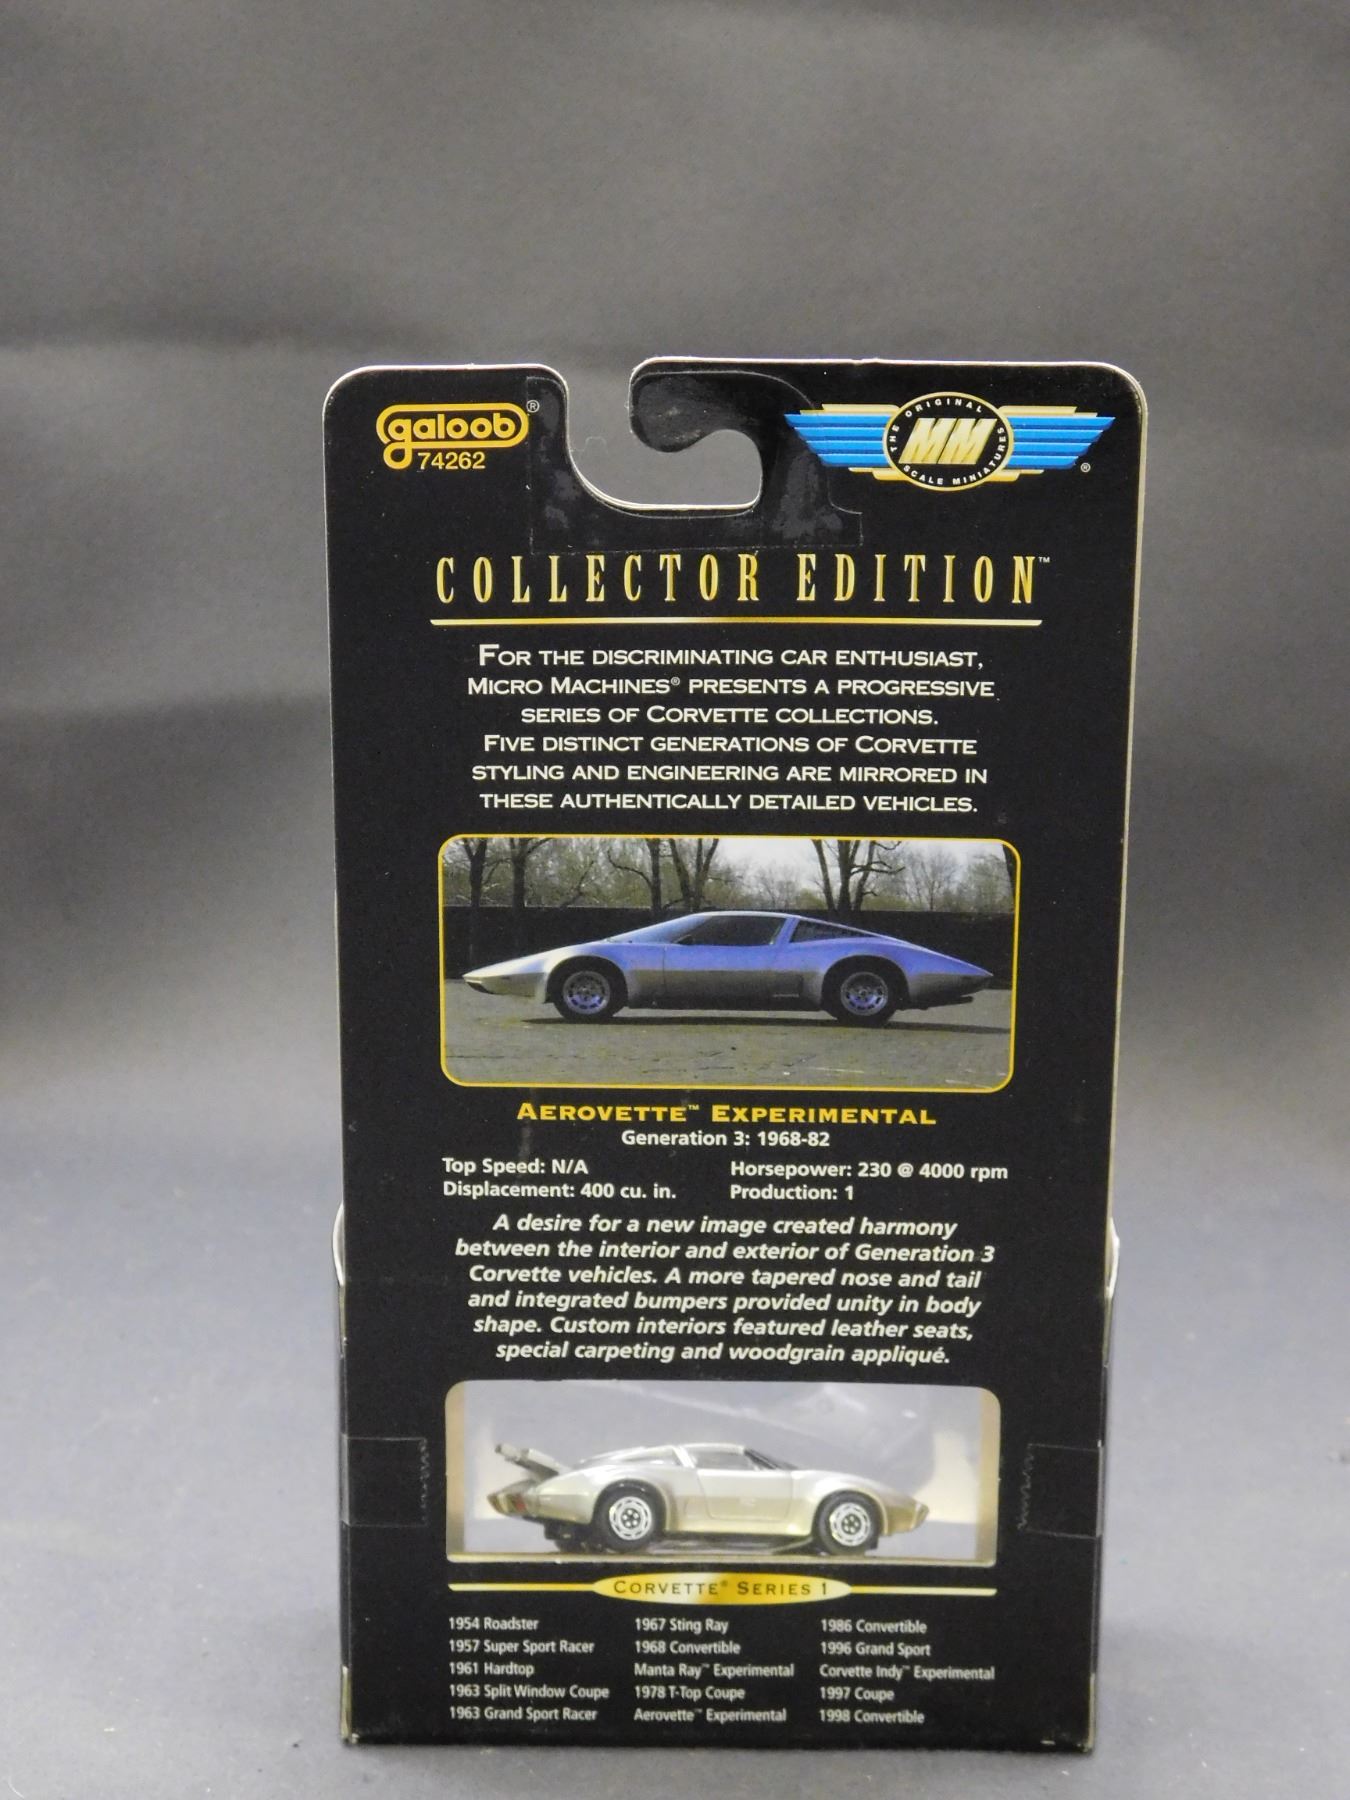 galoob®
74262
THE ORIGINAL
MM
SCALE MINIATURES
®
COLLECTOR EDITION™
FOR THE DISCRIMINATING CAR ENTHUSIAST,
MICRO MACHINES® PRESENTS A PROGRESSIVE
SERIES OF CORVETTE COLLECTIONS.
FIVE DISTINCT GENERATIONS OF CORVETTE
STYLING AND ENGINEERING ARE MIRRORED IN
THESE AUTHENTICALLY DETAILED VEHICLES.
AEROVETTE™ EXPERIMENTAL
Generation 3: 1968-82
Top Speed: N/A Horsepower: 230 @ 4000 rpm
Displacement: 400 cu. in. Production: 1
A desire for a new image created harmony
between the interior and exterior of Generation 3
Corvette vehicles. A more tapered nose and tail
and integrated bumpers provided unity in body
shape. Custom interiors featured leather seats,
special carpeting and woodgrain appliqué.
CORVETTE® SERIES 1
1954 Roadster 1967 Sting Ray 1986 Convertible
1957 Super Sport Racer 1968 Convertible 1996 Grand Sport
1961 Hardtop Manta Ray™ Experimental Corvette Indy™ Experimental
1963 Split Window Coupe 1978 T-Top Coupe 1997 Coupe
1963 Grand Sport Racer Aerovette™ Experimental 1998 Convertible